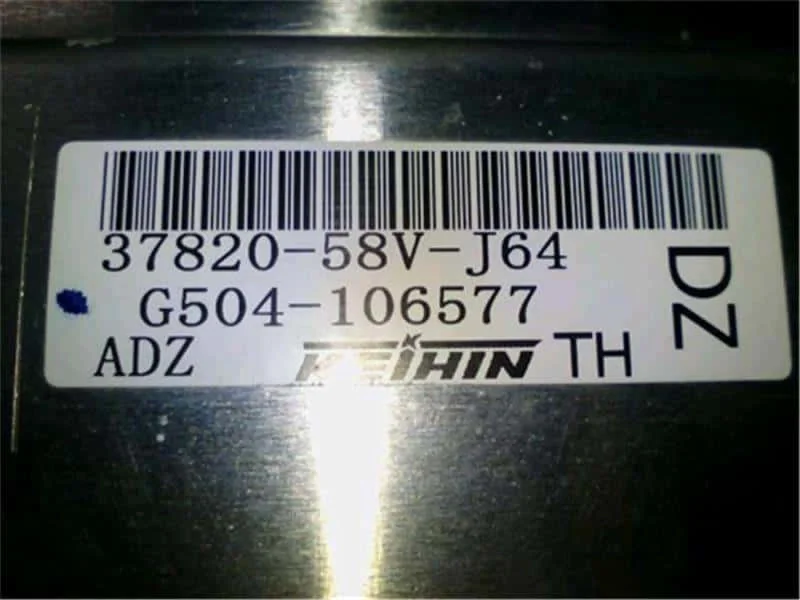 37820-58V-J64
G504-106577
ADZ KEIHIN TH
DZ